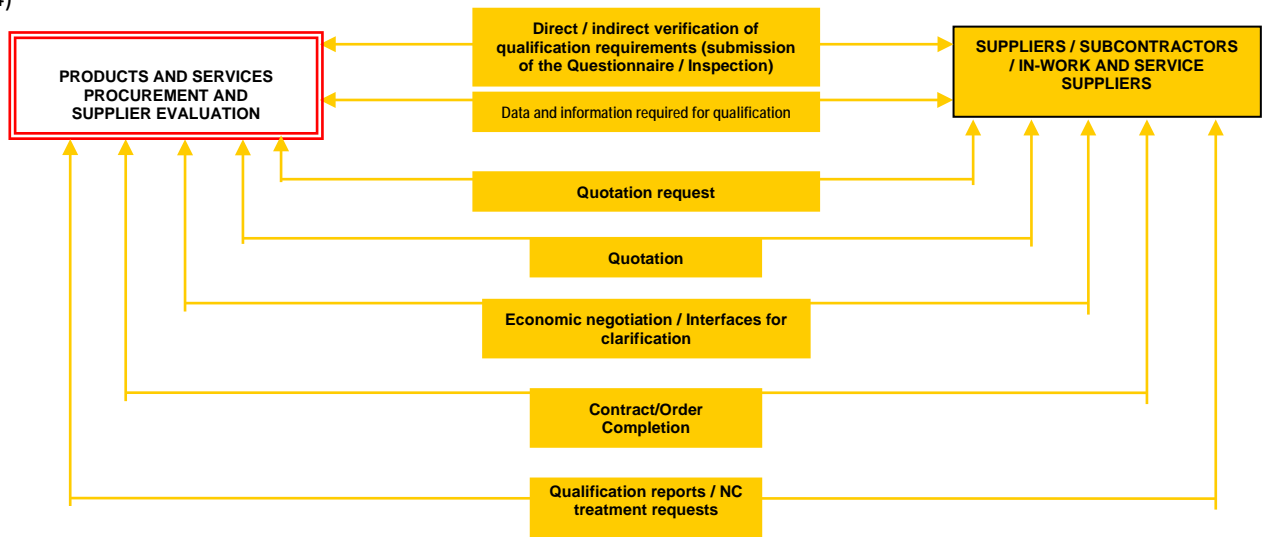 4)
Direct / indirect verification of
qualification requirements (submission
of the Questionnaire / Inspection)
PRODUCTS AND SERVICES
PROCUREMENT AND
SUPPLIER EVALUATION
SUPPLIERS / SUBCONTRACTORS
/ IN-WORK AND SERVICE
SUPPLIERS
Data and information required for qualification
Quotation request
Quotation
Economic negotiation / Interfaces for
clarification
Contract/Order
Completion
Qualification reports / NC
treatment requests